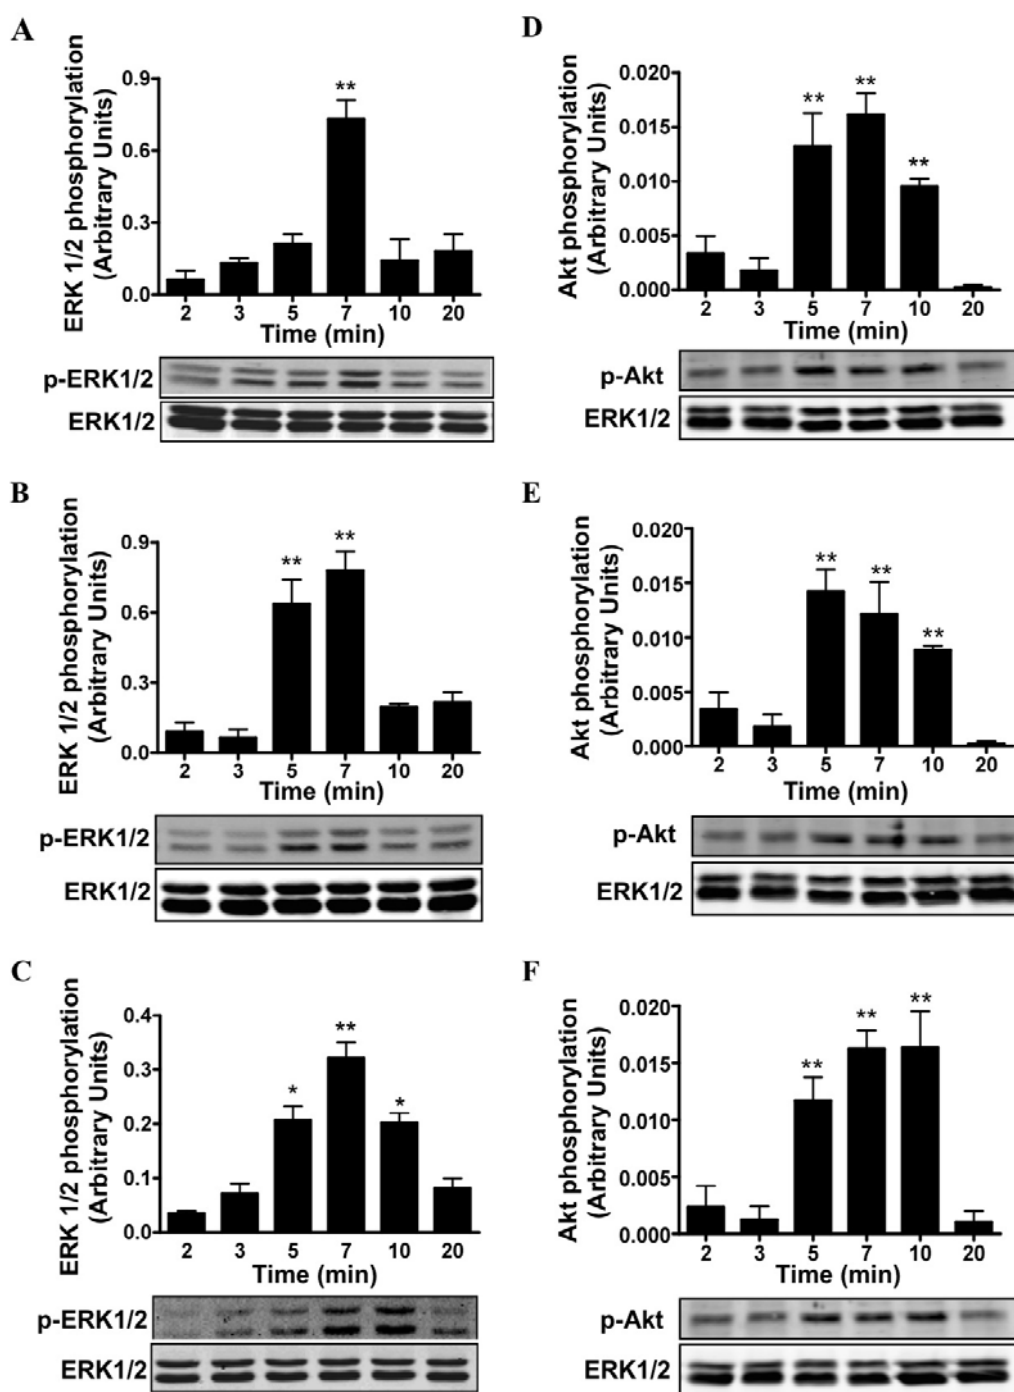 A
ERK 1/2 phosphorylation
(Arbitrary Units)
0.9
0.6
0.3
0.0
**
2 3 5 7 10 20
Time (min)
p-ERK1/2
ERK1/2
B
ERK 1/2 phosphorylation
(Arbitrary Units)
0.9
0.6
0.3
0.0
** **
2 3 5 7 10 20
Time (min)
p-ERK1/2
ERK1/2
C
ERK 1/2 phosphorylation
(Arbitrary Units)
0.4
0.3
0.2
0.1
0.0
* ** *
2 3 5 7 10 20
Time (min)
p-ERK1/2
ERK1/2
D
Akt phosphorylation
(Arbitrary Units)
0.020
0.015
0.010
0.005
0.000
** ** **
2 3 5 7 10 20
Time (min)
p-Akt
ERK1/2
E
Akt phosphorylation
(Arbitrary Units)
0.020
0.015
0.010
0.005
0.000
** ** **
2 3 5 7 10 20
Time (min)
p-Akt
ERK1/2
F
Akt phosphorylation
(Arbitrary Units)
0.020
0.015
0.010
0.005
0.000
** ** **
2 3 5 7 10 20
Time (min)
p-Akt
ERK1/2